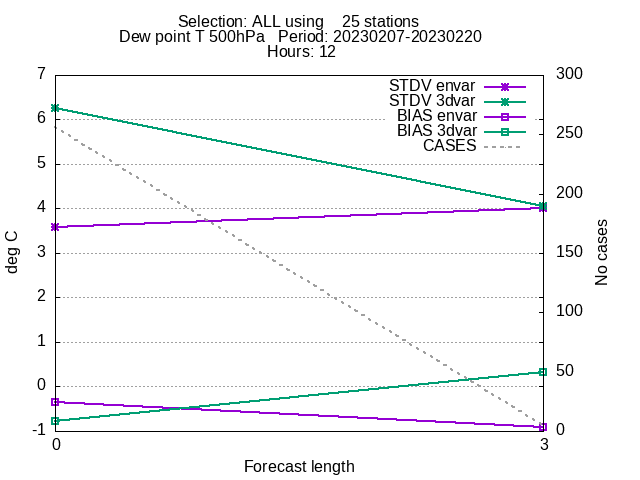 Selection: ALL using    25 stations
Dew point T 500hPa   Period: 20230207-20230220
Hours: 12
7 300
STDV envar
STDV 3dvar
6 BIAS envar
250
BIAS 3dvar
CASES
5
200
4
deg C
No cases
3 150
2
100
1
50
0
-1 0
0 3
Forecast length